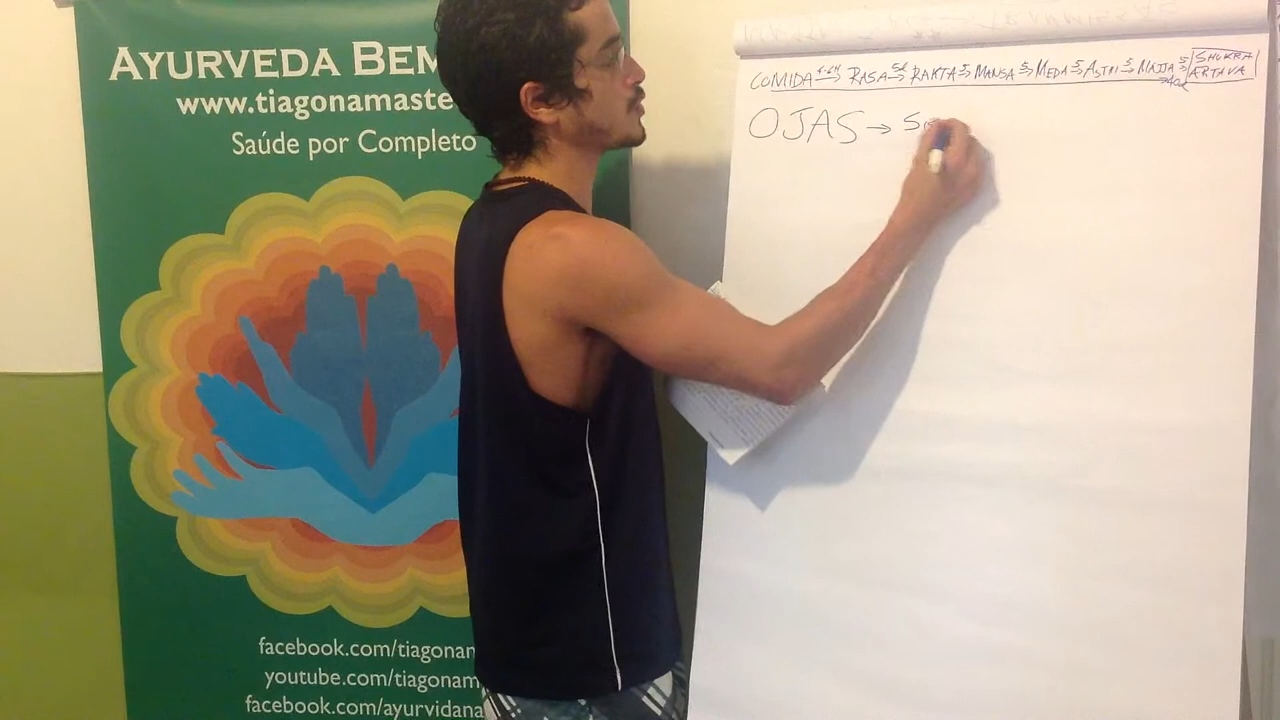 AYURVEDA BEM
www.tiagonamaste
Saúde por Completo
facebook.com/tiagonam
youtube.com/tiagonam
facebook.com/ayurvidana
COMIDA → RASA → RAKTA → MANSA → MEDA → ASTHI → MAJJA → SHUKRA
ARTAVA
OJAS →